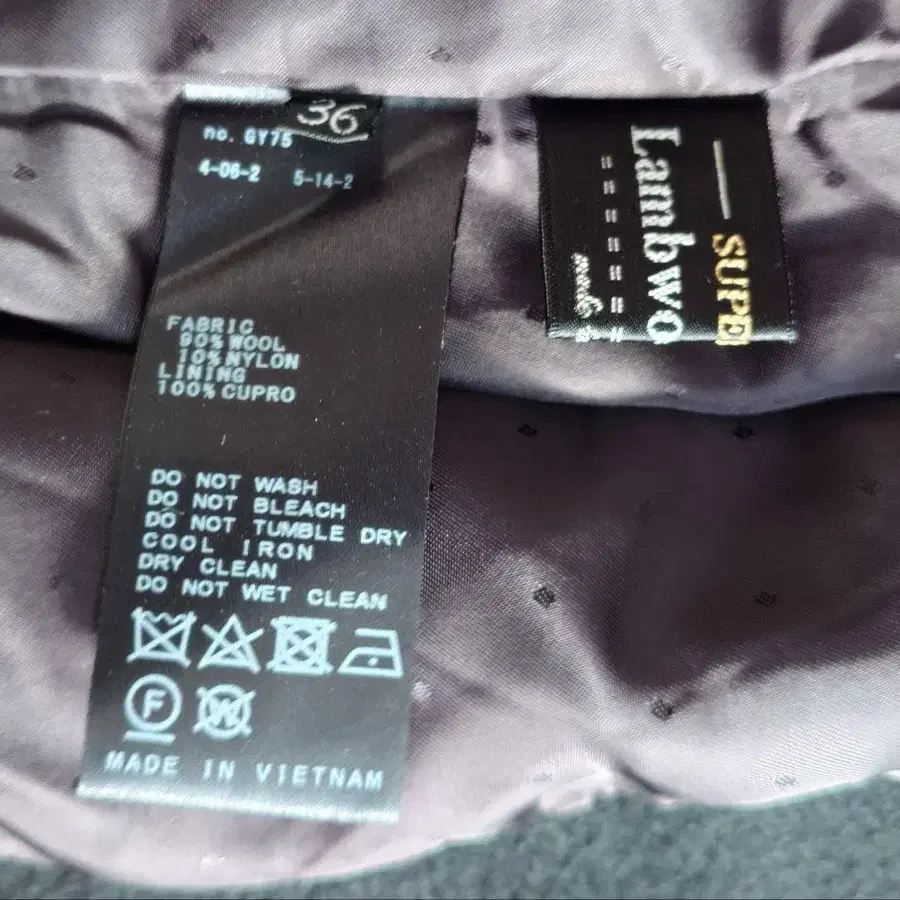 36
no. GY75
4-06-2 5-14-2
FABRIC
90% WOOL
10% NYLON
LINING
100% CUPRO
DO NOT WASH
DO NOT BLEACH
DO NOT TUMBLE DRY
COOL IRON
DRY CLEAN
DO NOT WET CLEAN
F W
MADE IN VIETNAM
SUPE
Lambwo